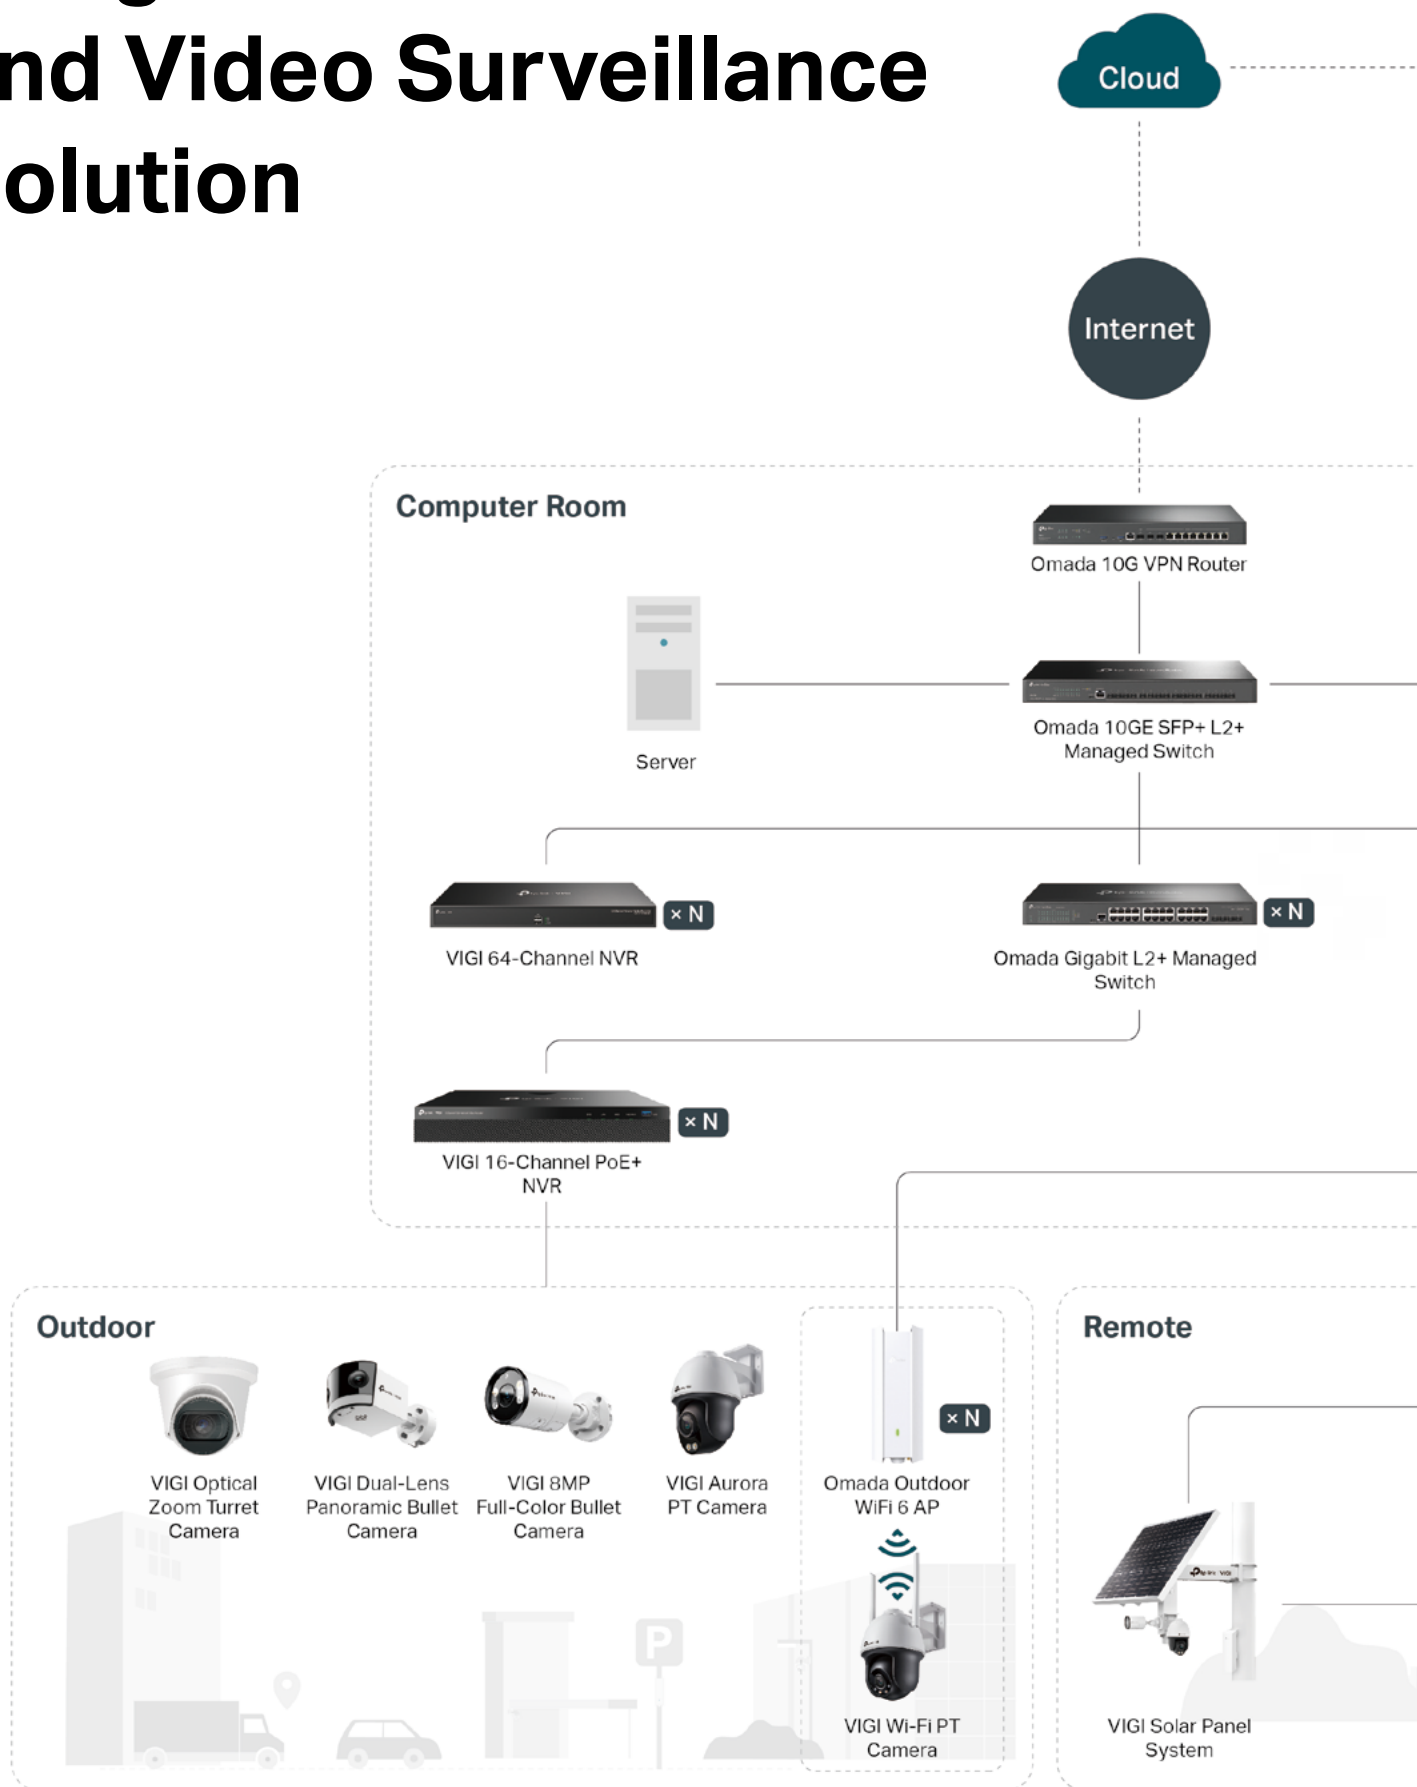 nd Video Surveillance
olution
Cloud
Internet
Computer Room
Omada 10G VPN Router
Server
Omada 10GE SFP+ L2+
Managed Switch
VIGI 64-Channel NVR
× N
Omada Gigabit L2+ Managed
Switch
× N
VIGI 16-Channel PoE+
NVR
× N
Outdoor
VIGI Optical
Zoom Turret
Camera
VIGI Dual-Lens
Panoramic Bullet
Camera
VIGI 8MP
Full-Color Bullet
Camera
VIGI Aurora
PT Camera
× N
Omada Outdoor
WiFi 6 AP
P
VIGI Wi-Fi PT
Camera
Remote
VIGI Solar Panel
System